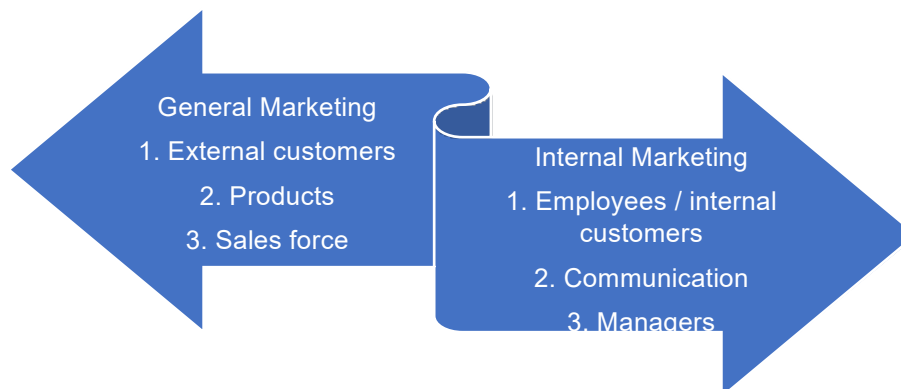 General Marketing
1. External customers
2. Products
3. Sales force
Internal Marketing
1. Employees / internal
customers
2. Communication
3. Managers